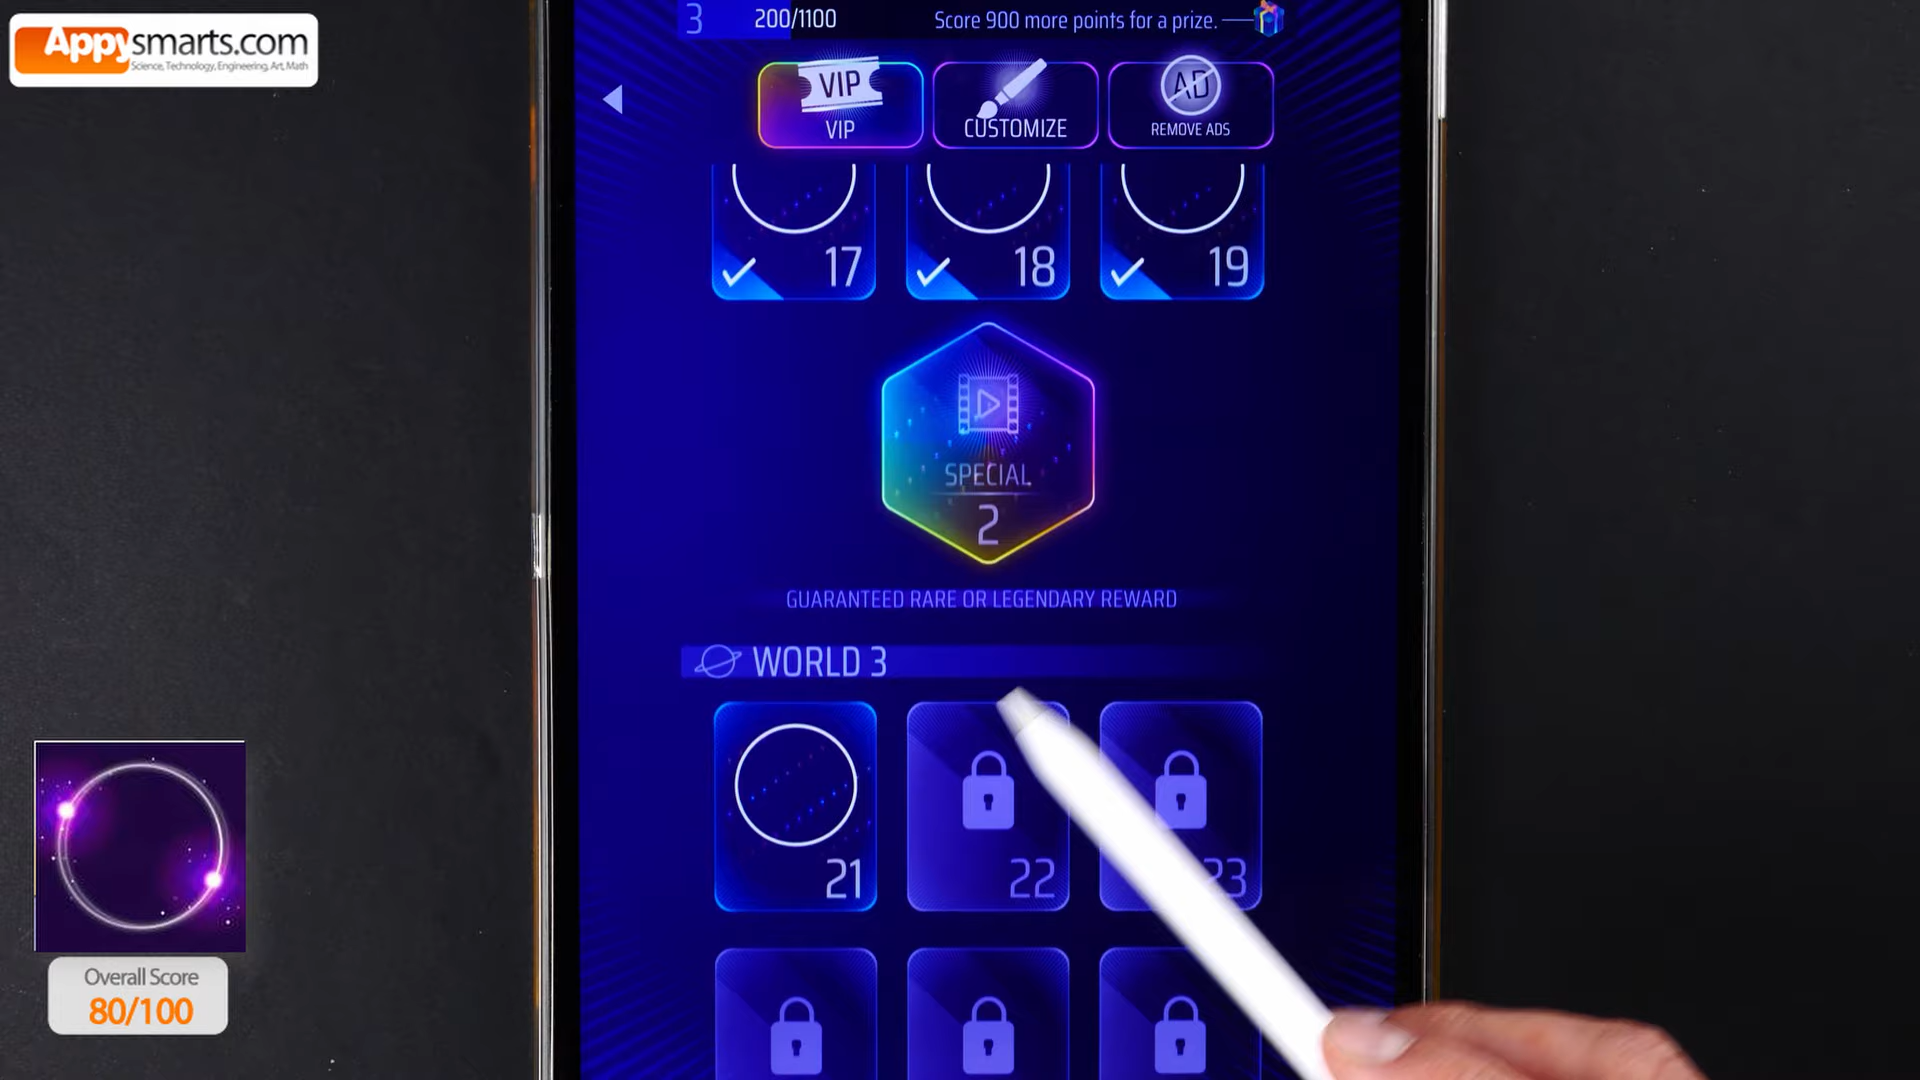 Appysmarts.com
Science, Technology, Engineering, Art, Math
3 200/1100 Score 900 more points for a prize.
VIP
VIP
CUSTOMIZE
AD
REMOVE ADS
17
18
19
SPECIAL
2
GUARANTEED RARE OR LEGENDARY REWARD
WORLD 3
21
22
23
Overall Score
80/100